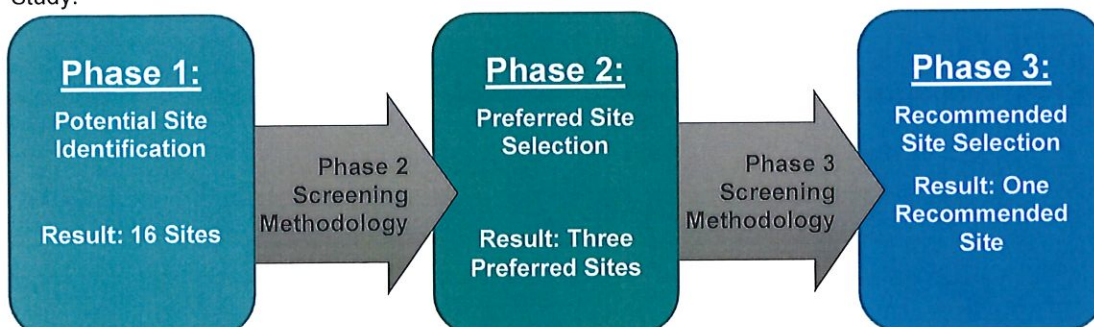 Study.
Phase 1:
Potential Site
Identification
Result: 16 Sites
Phase 2
Screening
Methodology
Phase 2:
Preferred Site
Selection
Result: Three
Preferred Sites
Phase 3
Screening
Methodology
Phase 3:
Recommended
Site Selection
Result: One
Recommended
Site